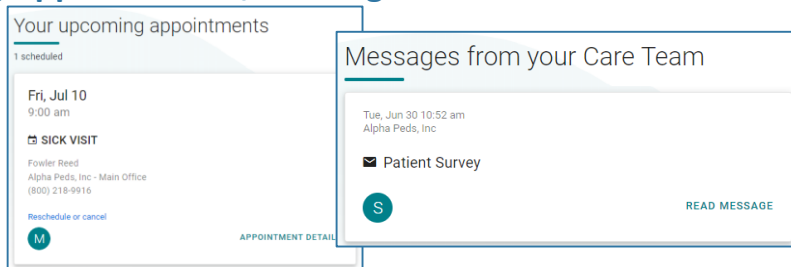 Your upcoming appointments
1 scheduled
Fri, Jul 10
9:00 am
SICK VISIT
Fowler Reed
Alpha Peds, Inc - Main Office
(800) 218-9916
Reschedule or cancel
M
APPOINTMENT DETAIL
Messages from your Care Team
Tue, Jun 30 10:52 am
Alpha Peds, Inc
Patient Survey
S
READ MESSAGE